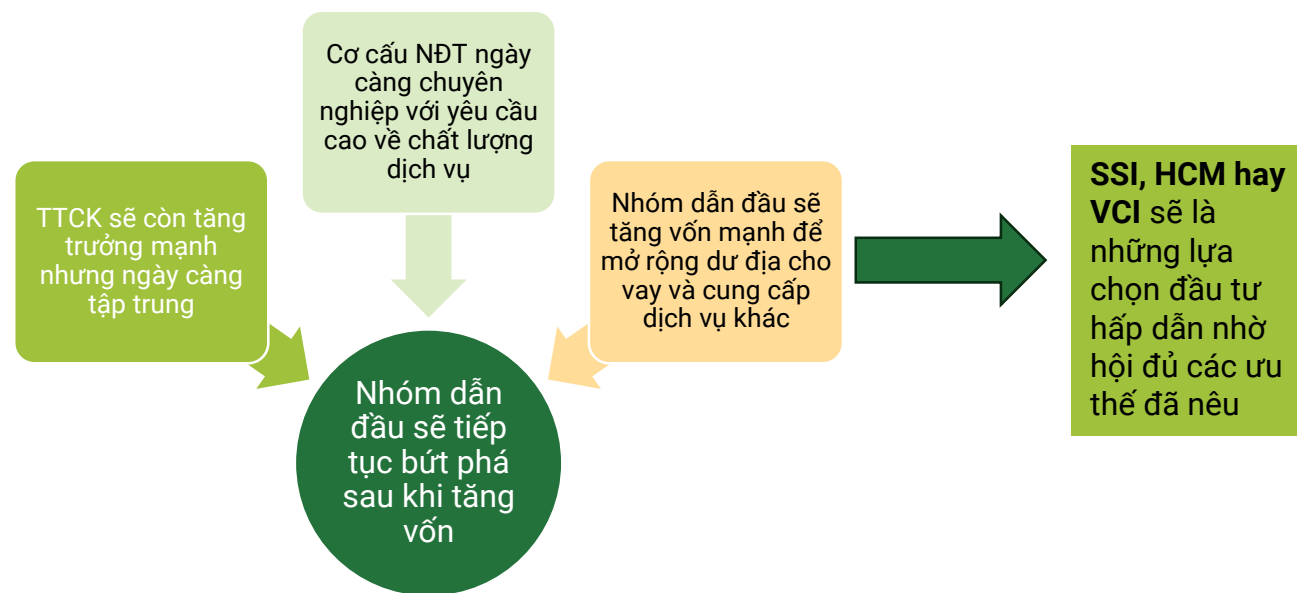 Cơ cấu NĐT ngày
càng chuyên
nghiệp với yêu cầu
cao về chất lượng
dịch vụ
TTCK sẽ còn tăng
trưởng mạnh
nhưng ngày càng
tập trung
Nhóm dẫn đầu sẽ
tăng vốn mạnh để
mở rộng dư địa cho
vay và cung cấp
dịch vụ khác
Nhóm dẫn
đầu sẽ tiếp
tục bứt phá
sau khi tăng
vốn
SSI, HCM hay
VCI sẽ là
những lựa
chọn đầu tư
hấp dẫn nhờ
hội đủ các ưu
thế đã nêu